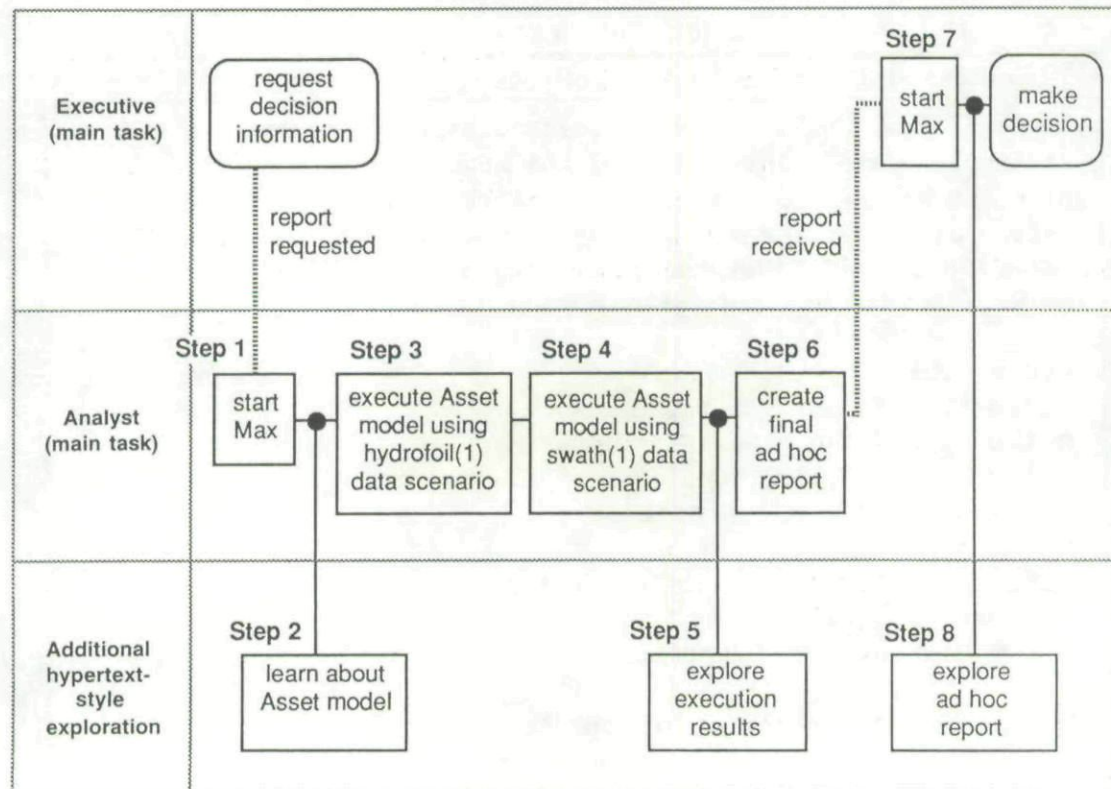 Step 7
Executive
(main task)
request
decision
information
start
Max
make
decision
report
requested
report
received
Step 1
Step 3
Step 4
Step 6
Analyst
(main task)
start
Max
execute Asset
model using
hydrofoil(1)
data scenario
execute Asset
model using
swath(1) data
scenario
create
final
ad hoc
report
Step 2
Step 5
Step 8
Additional
hypertext-
style
exploration
learn about
Asset model
explore
execution
results
explore
ad hoc
report